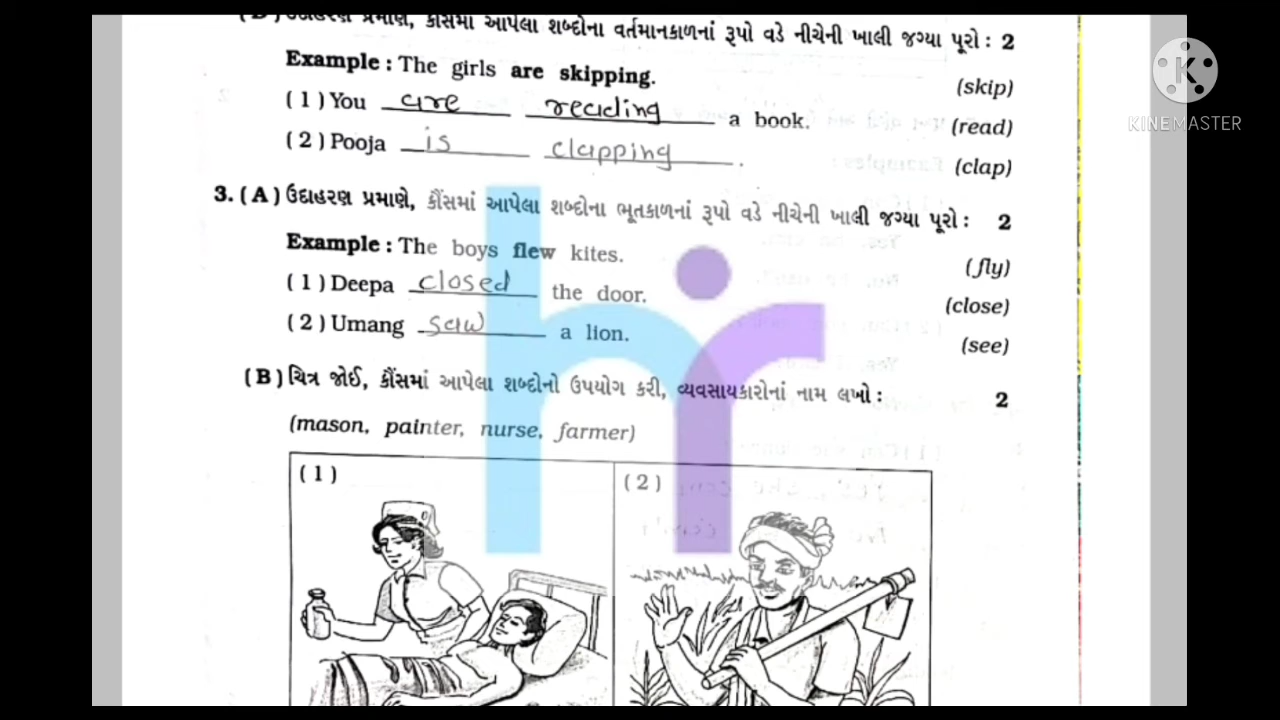 (D) ઉદાહરણ પ્રમાણે, કૌંસમાં આપેલા શબ્દોના વર્તમાનકાળનાં રૂપો વડે નીચેની ખાલી જગ્યા પૂરો : 2
Example : The girls are skipping. (skip)
(1) You are reading a book. (read)
(2) Pooja is clapping. (clap)
3. (A) ઉદાહરણ પ્રમાણે, કૌંસમાં આપેલા શબ્દોના ભૂતકાળનાં રૂપો વડે નીચેની ખાલી જગ્યા પૂરો : 2
Example : The boys flew kites. (fly)
(1) Deepa closed the door. (close)
(2) Umang saw a lion. (see)
(B) ચિત્ર જોઈ, કૌંસમાં આપેલા શબ્દોનો ઉપયોગ કરી, વ્યવસાયકારોનાં નામ લખો : 2
(mason, painter, nurse, farmer)
(1) (2)
hr
K
KINEMASTER